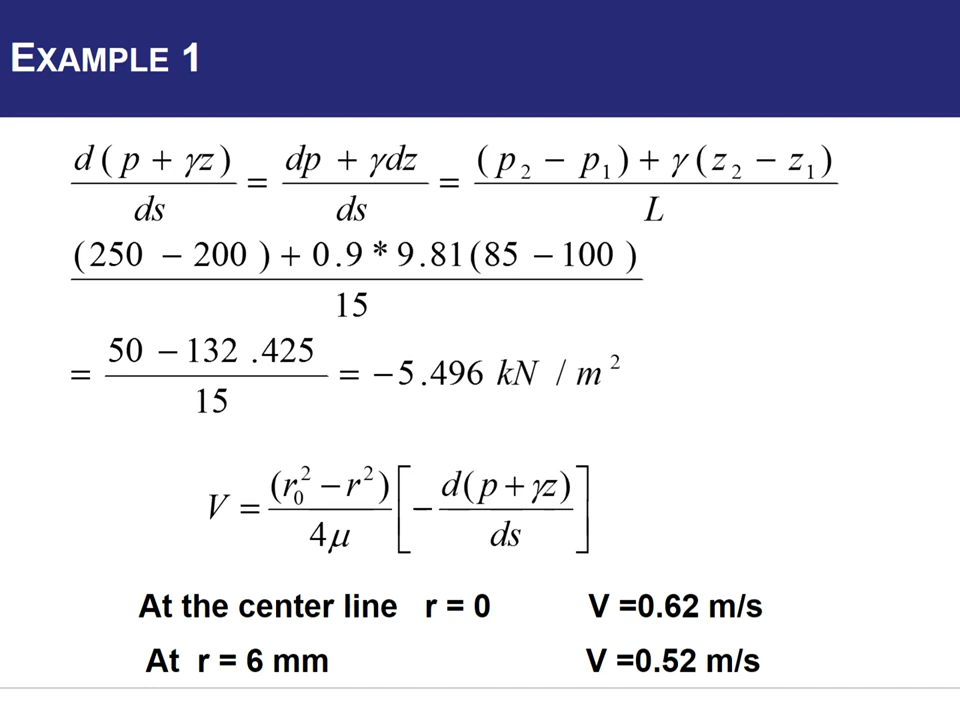 EXAMPLE 1
d(p + γz)/ds = (dp + γdz)/ds = ((p₂ − p₁) + γ(z₂ − z₁))/L
((250 − 200) + 0.9 * 9.81(85 − 100))/15
= (50 − 132.425)/15 = −5.496 kN / m²
V = (r₀² − r²)/4μ [− d(p + γz)/ds]
At the center line r = 0 V =0.62 m/s
At r = 6 mm V =0.52 m/s